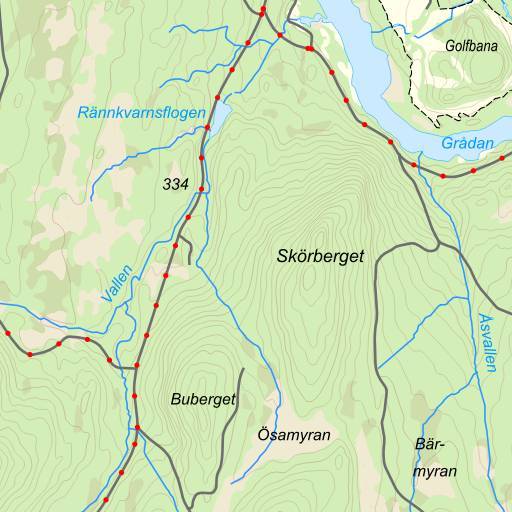 Golfbana
Rännkvarnsflogen
Grådan
334
Skörberget
Vallen
Åsvallen
Buberget
Ösamyran
Bär-
myran